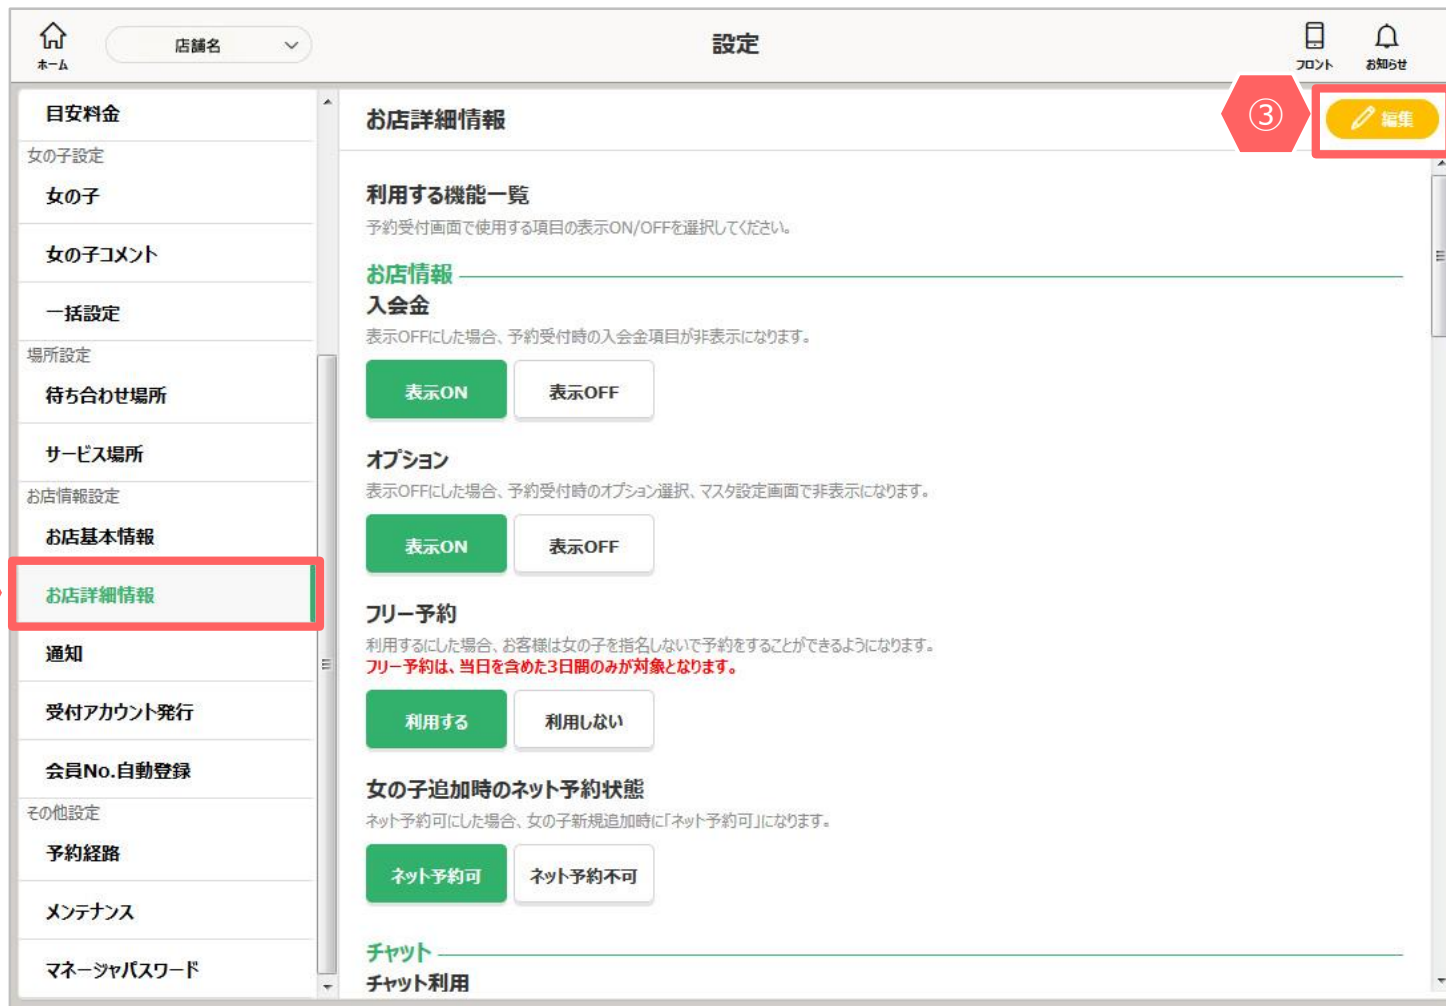 ホーム
店舗名
設定
フロント
お知らせ
目安料金
女の子設定
女の子
女の子コメント
一括設定
場所設定
待ち合わせ場所
サービス場所
お店情報設定
お店基本情報
お店詳細情報
通知
受付アカウント発行
会員No.自動登録
その他設定
予約経路
メンテナンス
マネージャパスワード
お店詳細情報
③
編集
利用する機能一覧
予約受付画面で使用する項目の表示ON/OFFを選択してください。
お店情報
入会金
表示OFFにした場合、予約受付時の入会金項目が非表示になります。
表示ON 表示OFF
オプション
表示OFFにした場合、予約受付時のオプション選択、マスタ設定画面で非表示になります。
表示ON 表示OFF
フリー予約
利用するにした場合、お客様は女の子を指名しないで予約をすることができるようになります。
フリー予約は、当日を含めた3日間のみが対象となります。
利用する 利用しない
女の子追加時のネット予約状態
ネット予約可にした場合、女の子新規追加時に「ネット予約可」になります。
ネット予約可 ネット予約不可
チャット
チャット利用